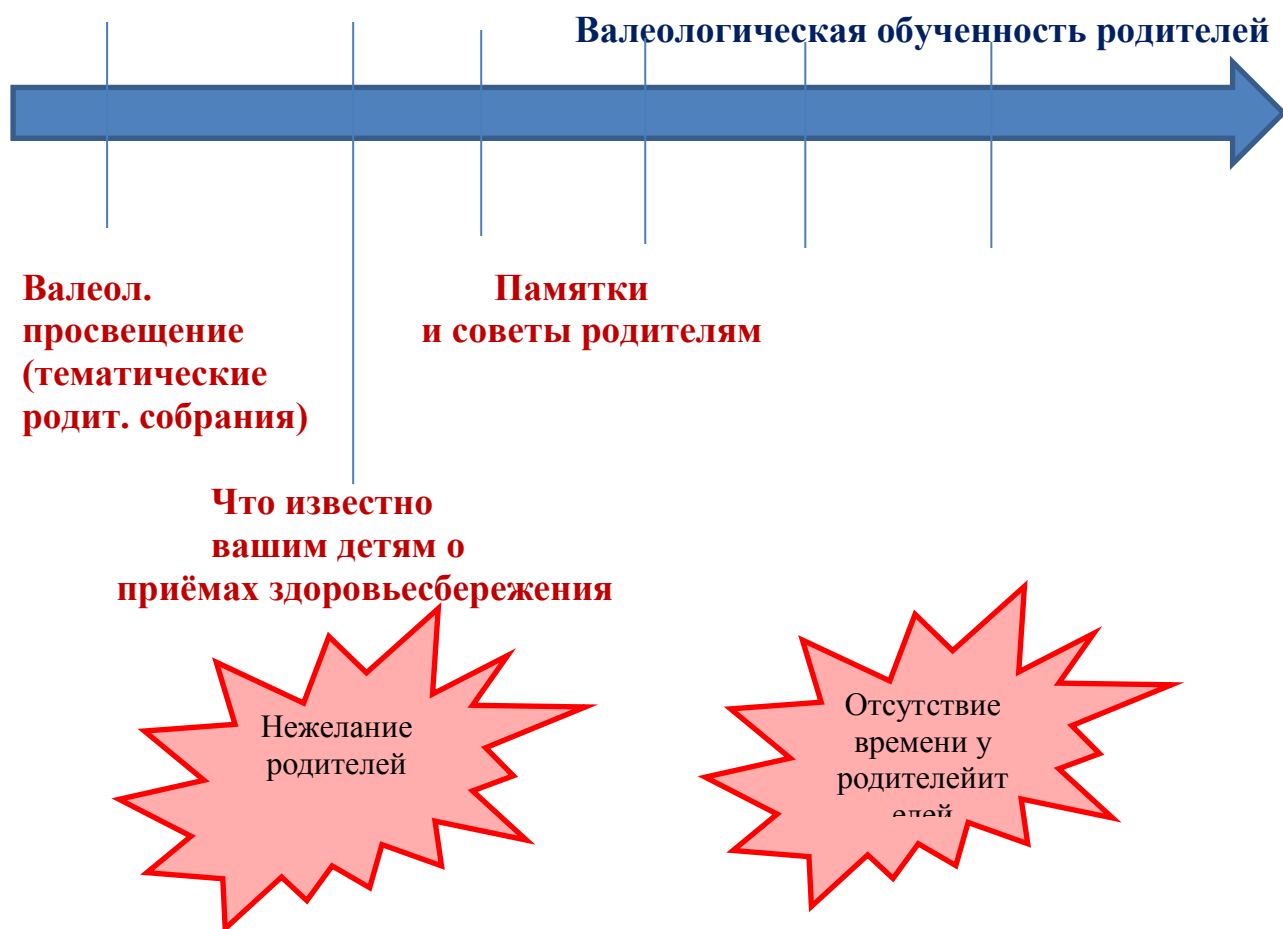 Валеологическая обученность родителей
Валеол.
просвещение
(тематические
родит. собрания)
Памятки
и советы родителям
Что известно
вашим детям о
приёмах здоровьесбережения
Нежелание
родителей
Отсутствие
времени у
родителейит
елей